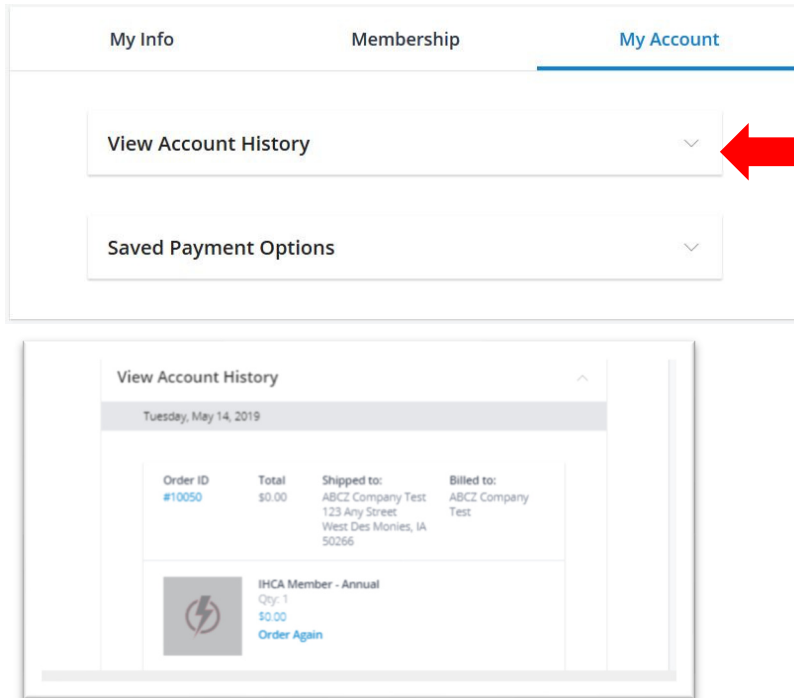 My Info Membership My Account
View Account History
Saved Payment Options
View Account History
Tuesday, May 14, 2019
Order ID Total Shipped to: Billed to:
#10050 $0.00 ABCZ Company Test ABCZ Company
123 Any Street Test
West Des Monies, IA
50266
IHCA Member - Annual
Qty: 1
$0.00
Order Again